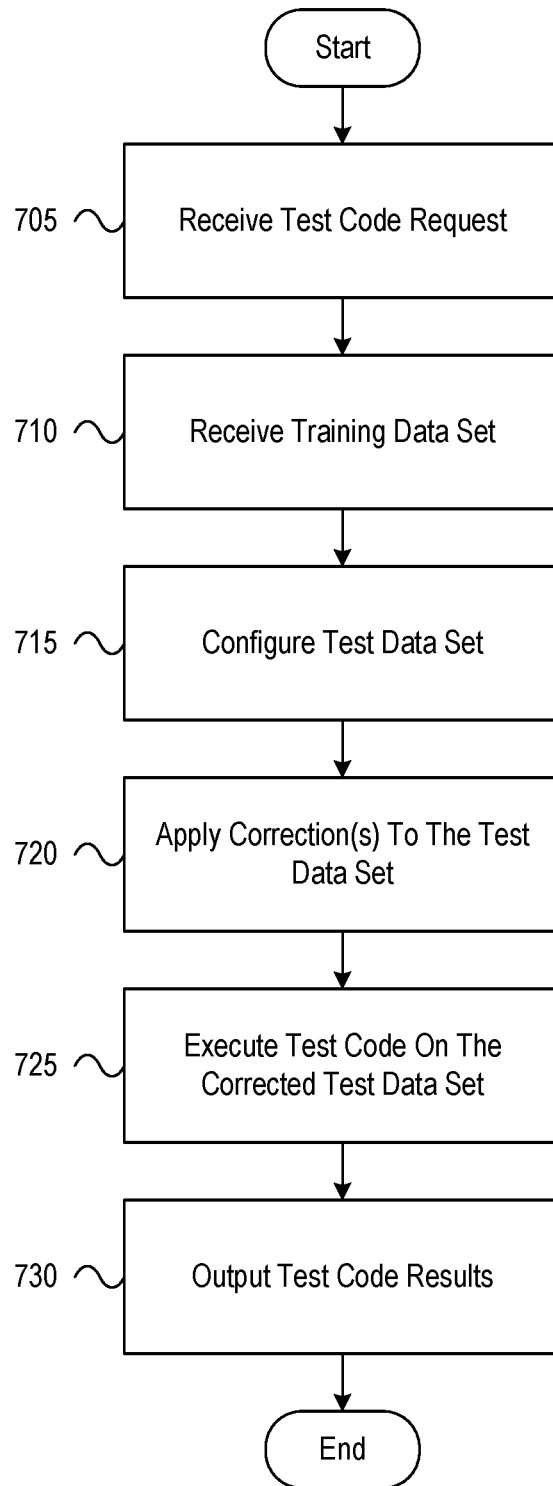 Start
705
Receive Test Code Request
710
Receive Training Data Set
715
Configure Test Data Set
720
Apply Correction(s) To The Test
Data Set
725
Execute Test Code On The
Corrected Test Data Set
730
Output Test Code Results
End